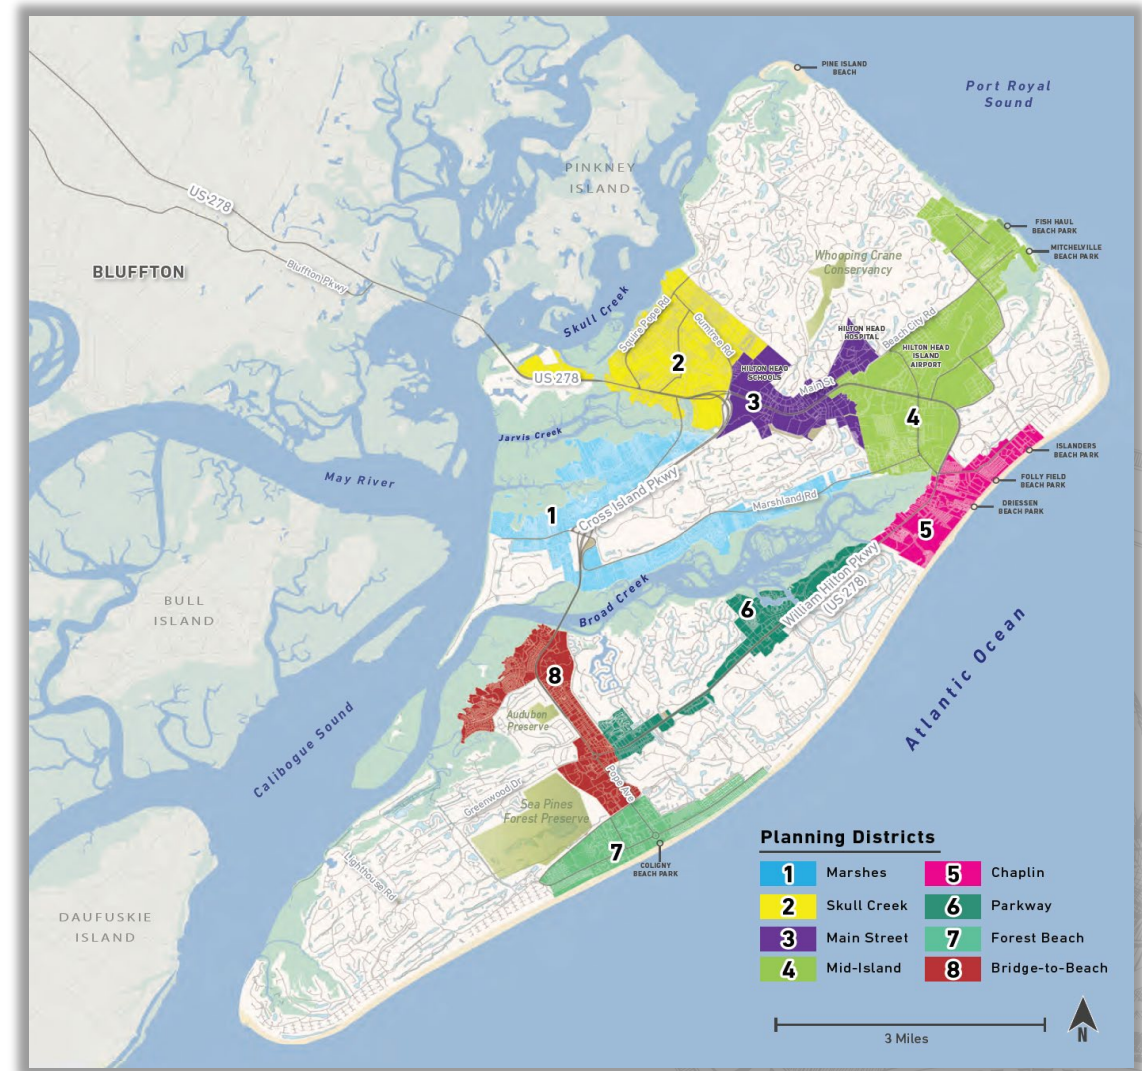 PINE ISLAND
BEACH
Port Royal
Sound
PINKNEY
ISLAND
US 278
FISH HAUL
BEACH PARK
MITCHELVILLE
BEACH PARK
BLUFFTON
Bluffton Pkwy
Whooping Crane
Conservancy
Skull Creek
Squire Pope Rd
Gumtree Rd
Beach City Rd
HILTON HEAD
HOSPITAL
HILTON HEAD
ISLAND
AIRPORT
2
US 278
HILTON HEAD
SCHOOLS
Main St
3
4
Jarvis Creek
ISLANDERS
BEACH PARK
May River
FOLLY FIELD
BEACH PARK
Cross Island Pkwy
Marshland Rd
DRIESSEN
BEACH PARK
1
5
BULL
ISLAND
Broad Creek
6
William Hilton Pkwy
(US 278)
Atlantic Ocean
8
Calibogue Sound
Audubon
Preserve
Greenwood Dr
Pope Ave
Sea Pines
Forest Preserve
7
COLIGNY
BEACH PARK
Lighthouse Rd
DAUFUSKIE
ISLAND
Planning Districts
1 Marshes
2 Skull Creek
3 Main Street
4 Mid-Island
5 Chaplin
6 Parkway
7 Forest Beach
8 Bridge-to-Beach
3 Miles
N